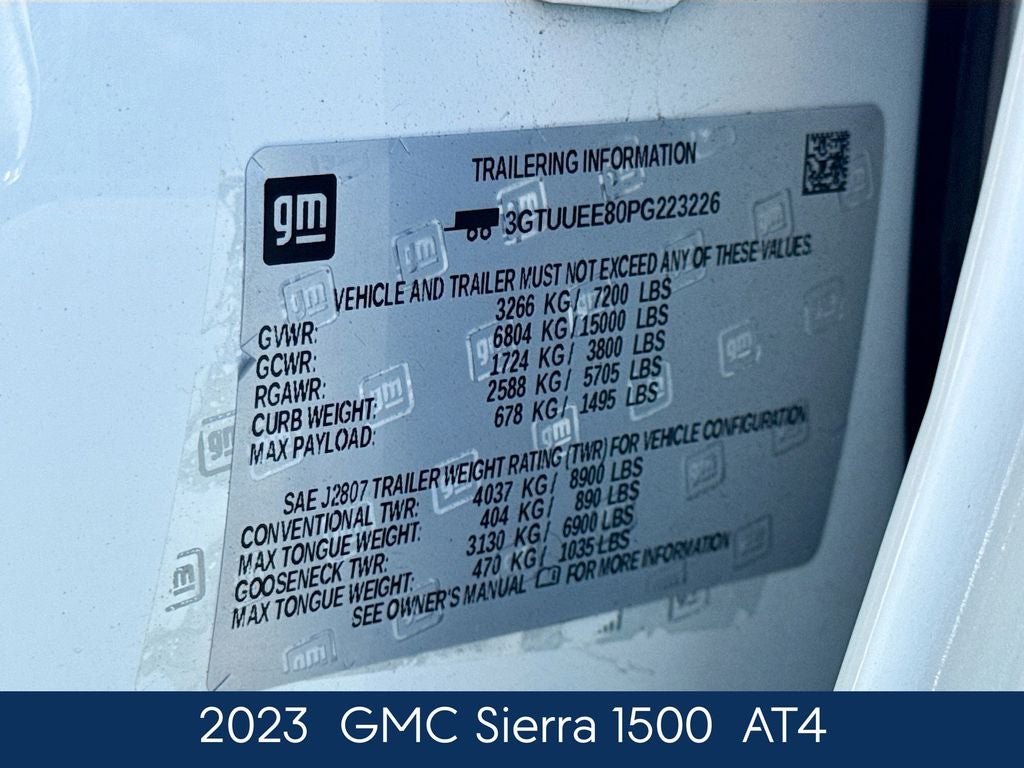 gm
TRAILERING INFORMATION
3GTUUEE80PG223226
VEHICLE AND TRAILER MUST NOT EXCEED ANY OF THESE VALUES
GVWR: 3266 KG/ 7200 LBS
GCWR: 6804 KG/15000 LBS
RGAWR: 1724 KG/ 3800 LBS
CURB WEIGHT: 2588 KG/ 5705 LBS
MAX PAYLOAD: 678 KG/ 1495 LBS
SAE J2807 TRAILER WEIGHT RATING (TWR) FOR VEHICLE CONFIGURATION
CONVENTIONAL TWR: 4037 KG/ 8900 LBS
MAX TONGUE WEIGHT: 404 KG/ 890 LBS
GOOSENECK TWR: 3130 KG/ 6900 LBS
MAX TONGUE WEIGHT: 470 KG/ 1035 LBS
SEE OWNER'S MANUAL FOR MORE INFORMATION
2023 GMC Sierra 1500 AT4